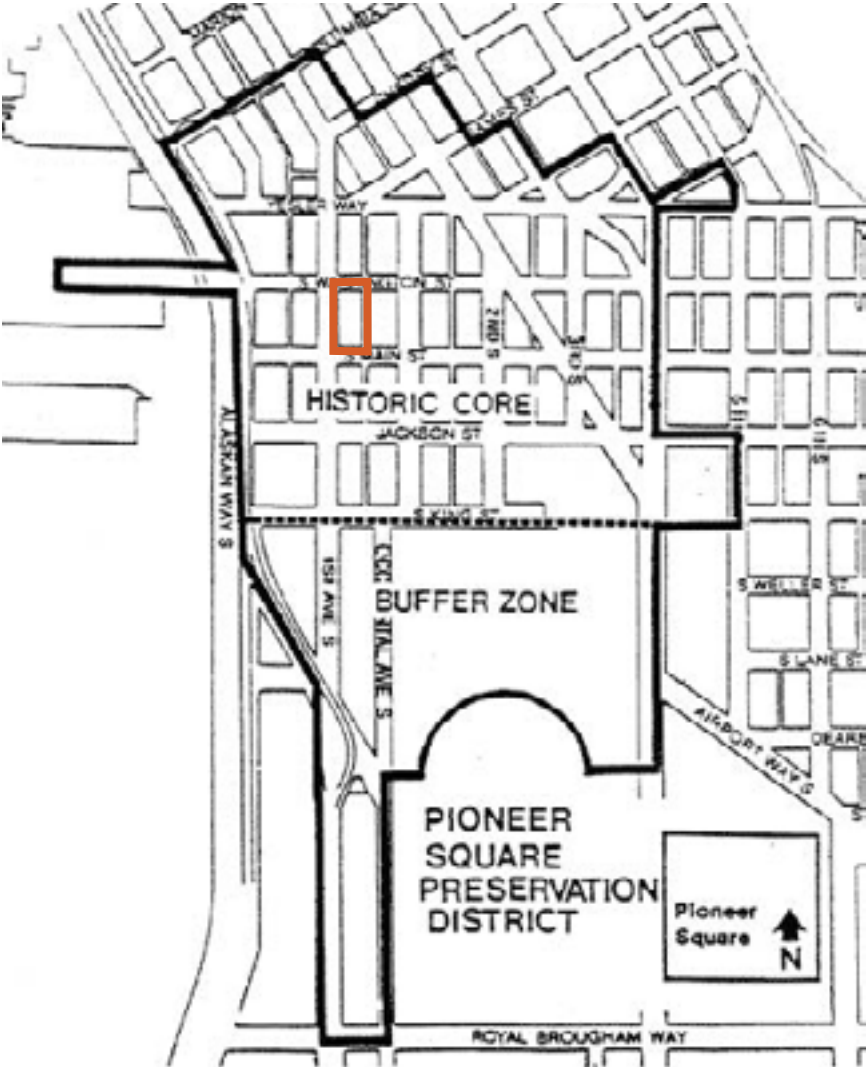 YESLER WAY
S MAIN ST
2ND S
HISTORIC CORE
JACKSON ST
S KING ST
ALASKAN WAY S
1ST AVE S
BUFFER ZONE
S WELLER ST
S LANE ST
AIRPORT WAY S
DEARB
PIONEER
SQUARE
PRESERVATION
DISTRICT
Pioneer
Square
N
ROYAL BROUGHAM WAY